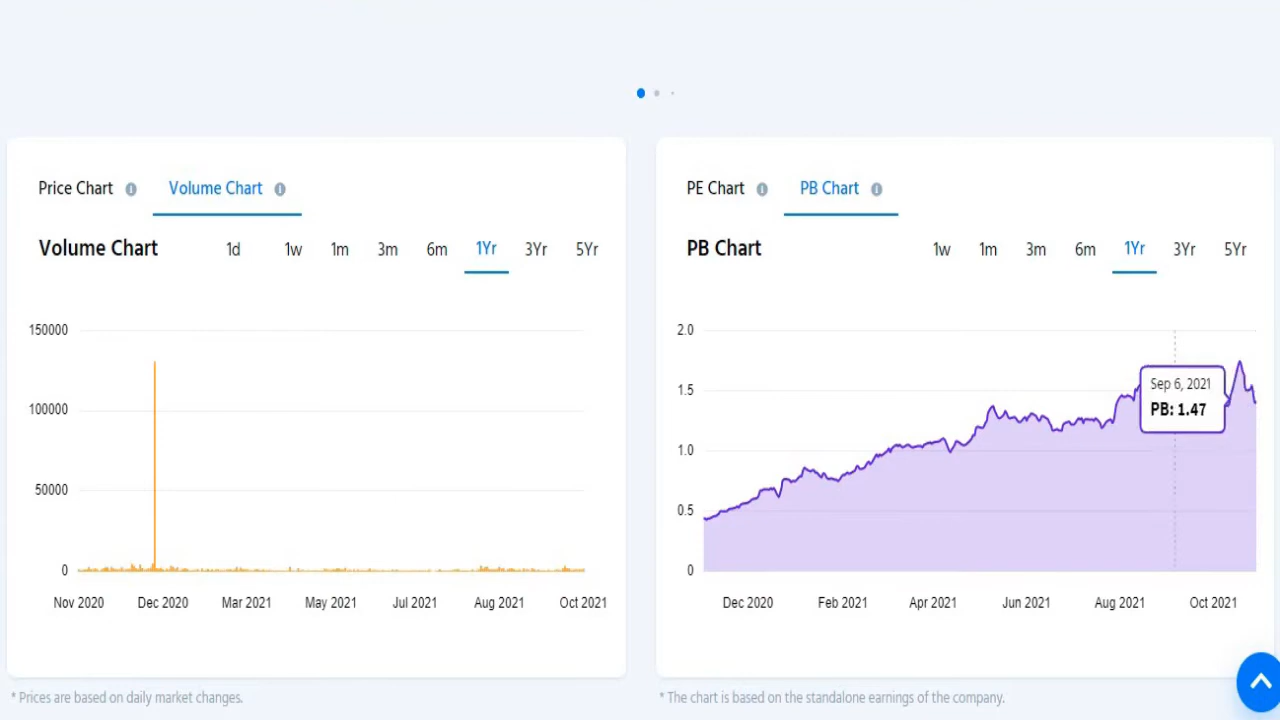 Price Chart
Volume Chart
Volume Chart
1d 1w 1m 3m 6m 1Yr 3Yr 5Yr
150000
100000
50000
0
Nov 2020 Dec 2020 Mar 2021 May 2021 Jul 2021 Aug 2021 Oct 2021
* Prices are based on daily market changes.
PE Chart
PB Chart
PB Chart
1w 1m 3m 6m 1Yr 3Yr 5Yr
2.0
1.5
1.0
0.5
0
Sep 6, 2021
PB: 1.47
Dec 2020 Feb 2021 Apr 2021 Jun 2021 Aug 2021 Oct 2021
* The chart is based on the standalone earnings of the company.